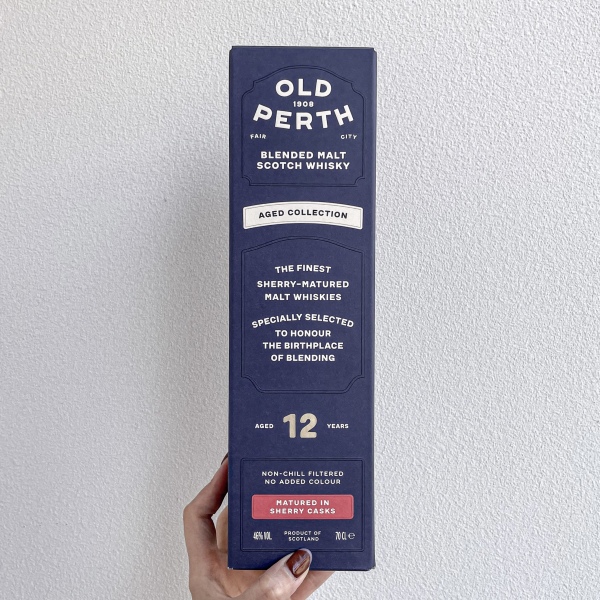 OLD
1908
PERTH
FAIR CITY
BLENDED MALT
SCOTCH WHISKY
AGED COLLECTION
THE FINEST
SHERRY-MATURED
MALT WHISKIES
SPECIALLY SELECTED
TO HONOUR
THE BIRTHPLACE
OF BLENDING
AGED 12 YEARS
NON-CHILL FILTERED
NO ADDED COLOUR
MATURED IN
SHERRY CASKS
46% VOL PRODUCT OF
SCOTLAND 70 CL ℮